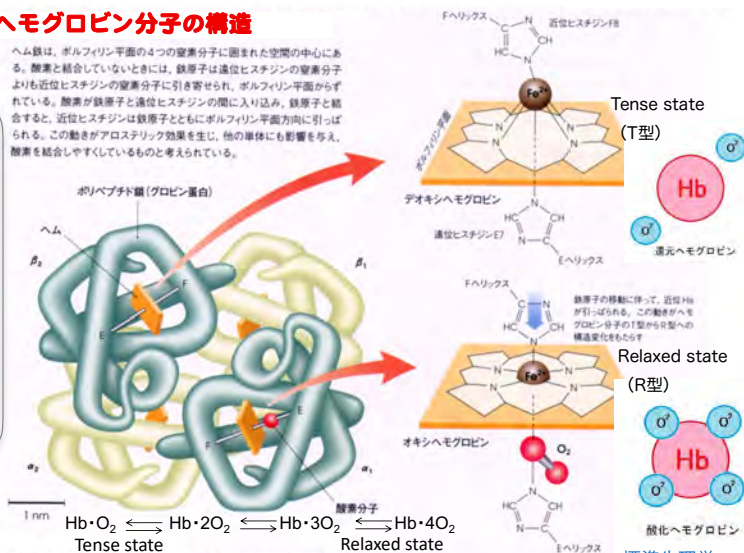 ヘモグロビン分子の構造
ヘム鉄は、ポルフィリン平面の4つの窒素分子に囲まれた空間の中心にあ
る。酸素と結合していないときには、鉄原子は遠位ヒスチジンの窒素分子
よりも近位ヒスチジンの窒素分子に引き寄せられ、ポルフィリン平面からず
れている。酸素が鉄原子と遠位ヒスチジンの間に入り込み、鉄原子と結
合すると、近位ヒスチジンは鉄原子とともにポルフィリン平面方向に引っぱ
られる。この動きがアロステリック効果を生じ、他の単体にも影響を与え、
酸素を結合しやすくしているものと考えられている。
ポリペプチド鎖(グロビン蛋白)
ヘム
β₂
β₁
F
E
E
F
α₂
α₁
酸素分子
1 nm
Hb・O₂ ⇄ Hb・2O₂ ⇄ Hb・3O₂ ⇄ Hb・4O₂
Tense state
Relaxed state
Fヘリックス
近位ヒスチジンF8
C
N
HC
CH
N
Fe²⁺
ポルフィリン平面
N
HC
CH
N
C
デオキシヘモグロビン
遠位ヒスチジンE7
Eヘリックス
Tense state
(T型)
O²
Hb
O²
還元ヘモグロビン
Fヘリックス
C
N
HC
CH
N
鉄原子の移動に伴って、近位His
が引っぱられる。この動きがヘモ
グロビン分子のT型からR型への
構造変化をもたらす
Fe²⁺
オキシヘモグロビン
O₂
N
HC
CH
N
C
Eヘリックス
Relaxed state
(R型)
O²
O²
Hb
O²
O²
酸化ヘモグロビン